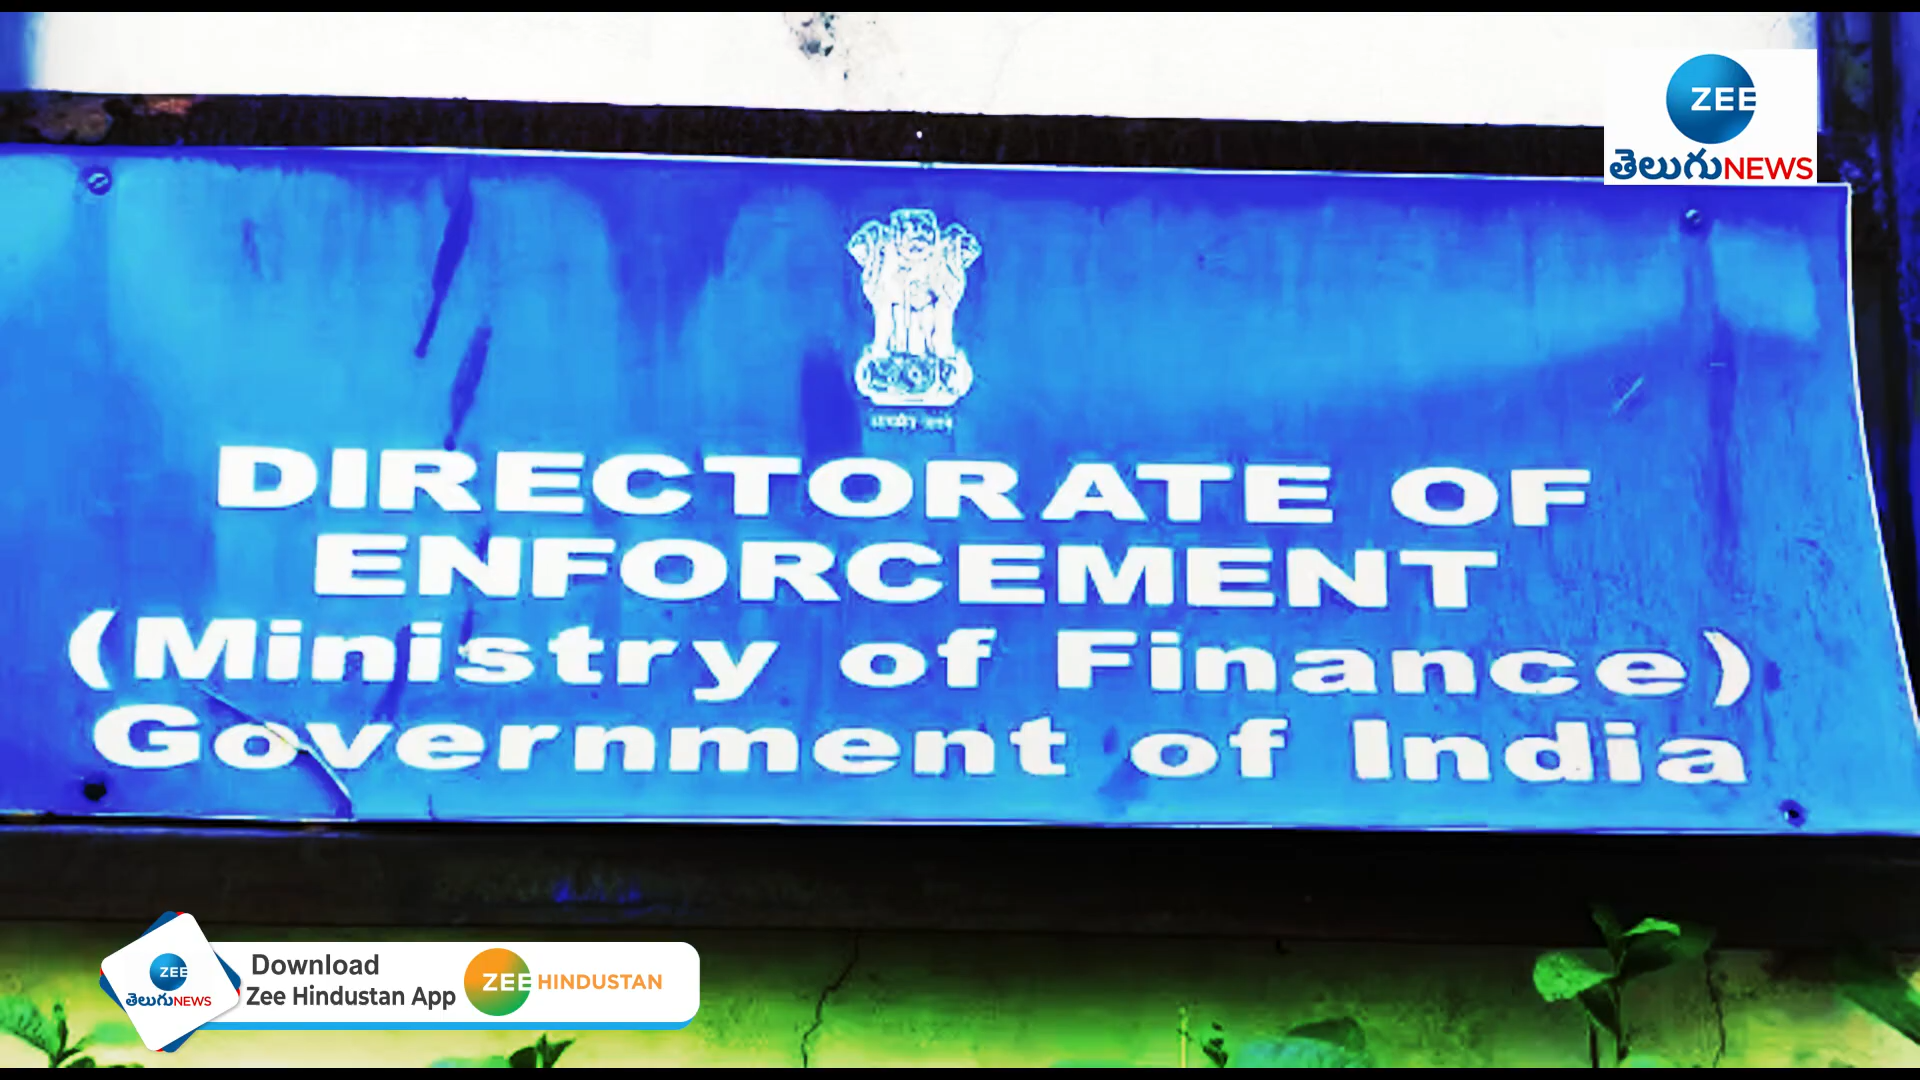 ZEE
తెలుగు NEWS
DIRECTORATE OF
ENFORCEMENT
(Ministry of Finance)
Government of India
ZEE
తెలుగు NEWS
Download
Zee Hindustan App
ZEE HINDUSTAN